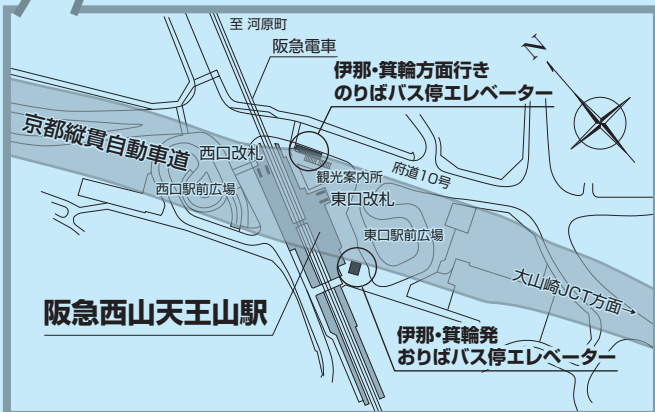 至 河原町
阪急電車
伊那・箕輪方面行き
のりばバス停エレベーター
N
京都縦貫自動車道
西口改札
西口駅前広場
観光案内所
東口改札
府道10号
東口駅前広場
大山崎JCT方面→
阪急西山天王山駅
伊那・箕輪発
おりばバス停エレベーター